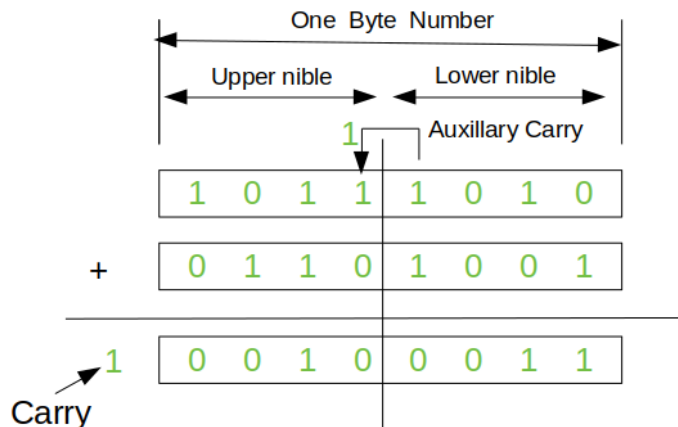 One Byte Number
Upper nible Lower nible
1 Auxillary Carry
1 0 1 1 1 0 1 0
+ 0 1 1 0 1 0 0 1
1 0 0 1 0 0 0 1 1
Carry